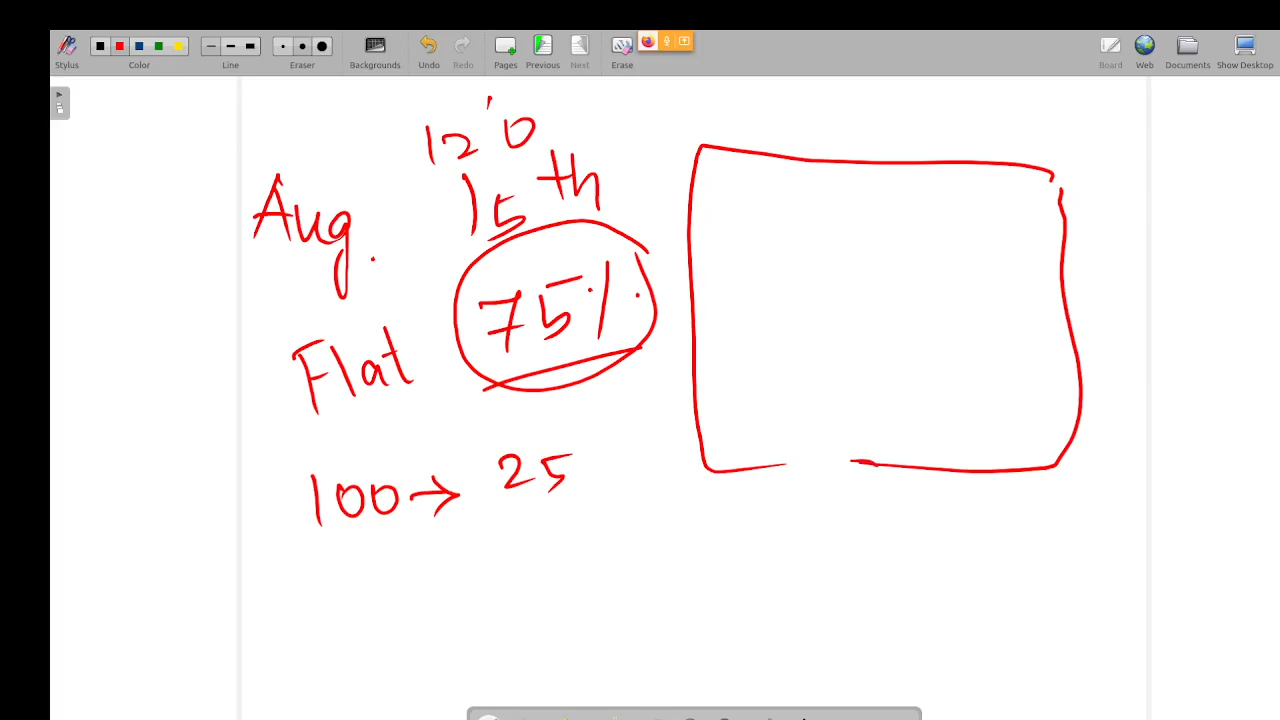 Stylus
Color
Line
Eraser
Backgrounds
Undo
Redo
Pages
Previous
Next
Erase
Board
Web
Documents
Show Desktop
12'0
Aug. 15th
Flat 75%
100→ 25